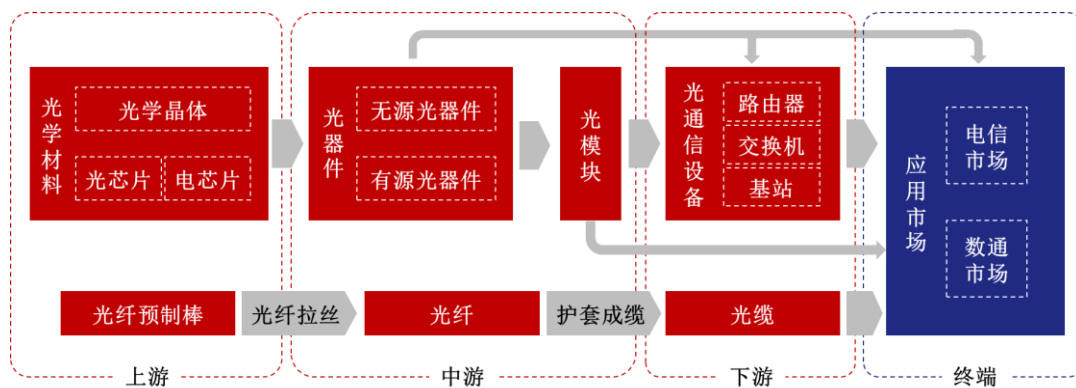 光学材料
光学晶体
光芯片
电芯片
光器件
无源光器件
有源光器件
光模块
光通信设备
路由器
交换机
基站
应用市场
电信
市场
数通
市场
光纤预制棒
光纤拉丝
光纤
护套成缆
光缆
上游
中游
下游
终端